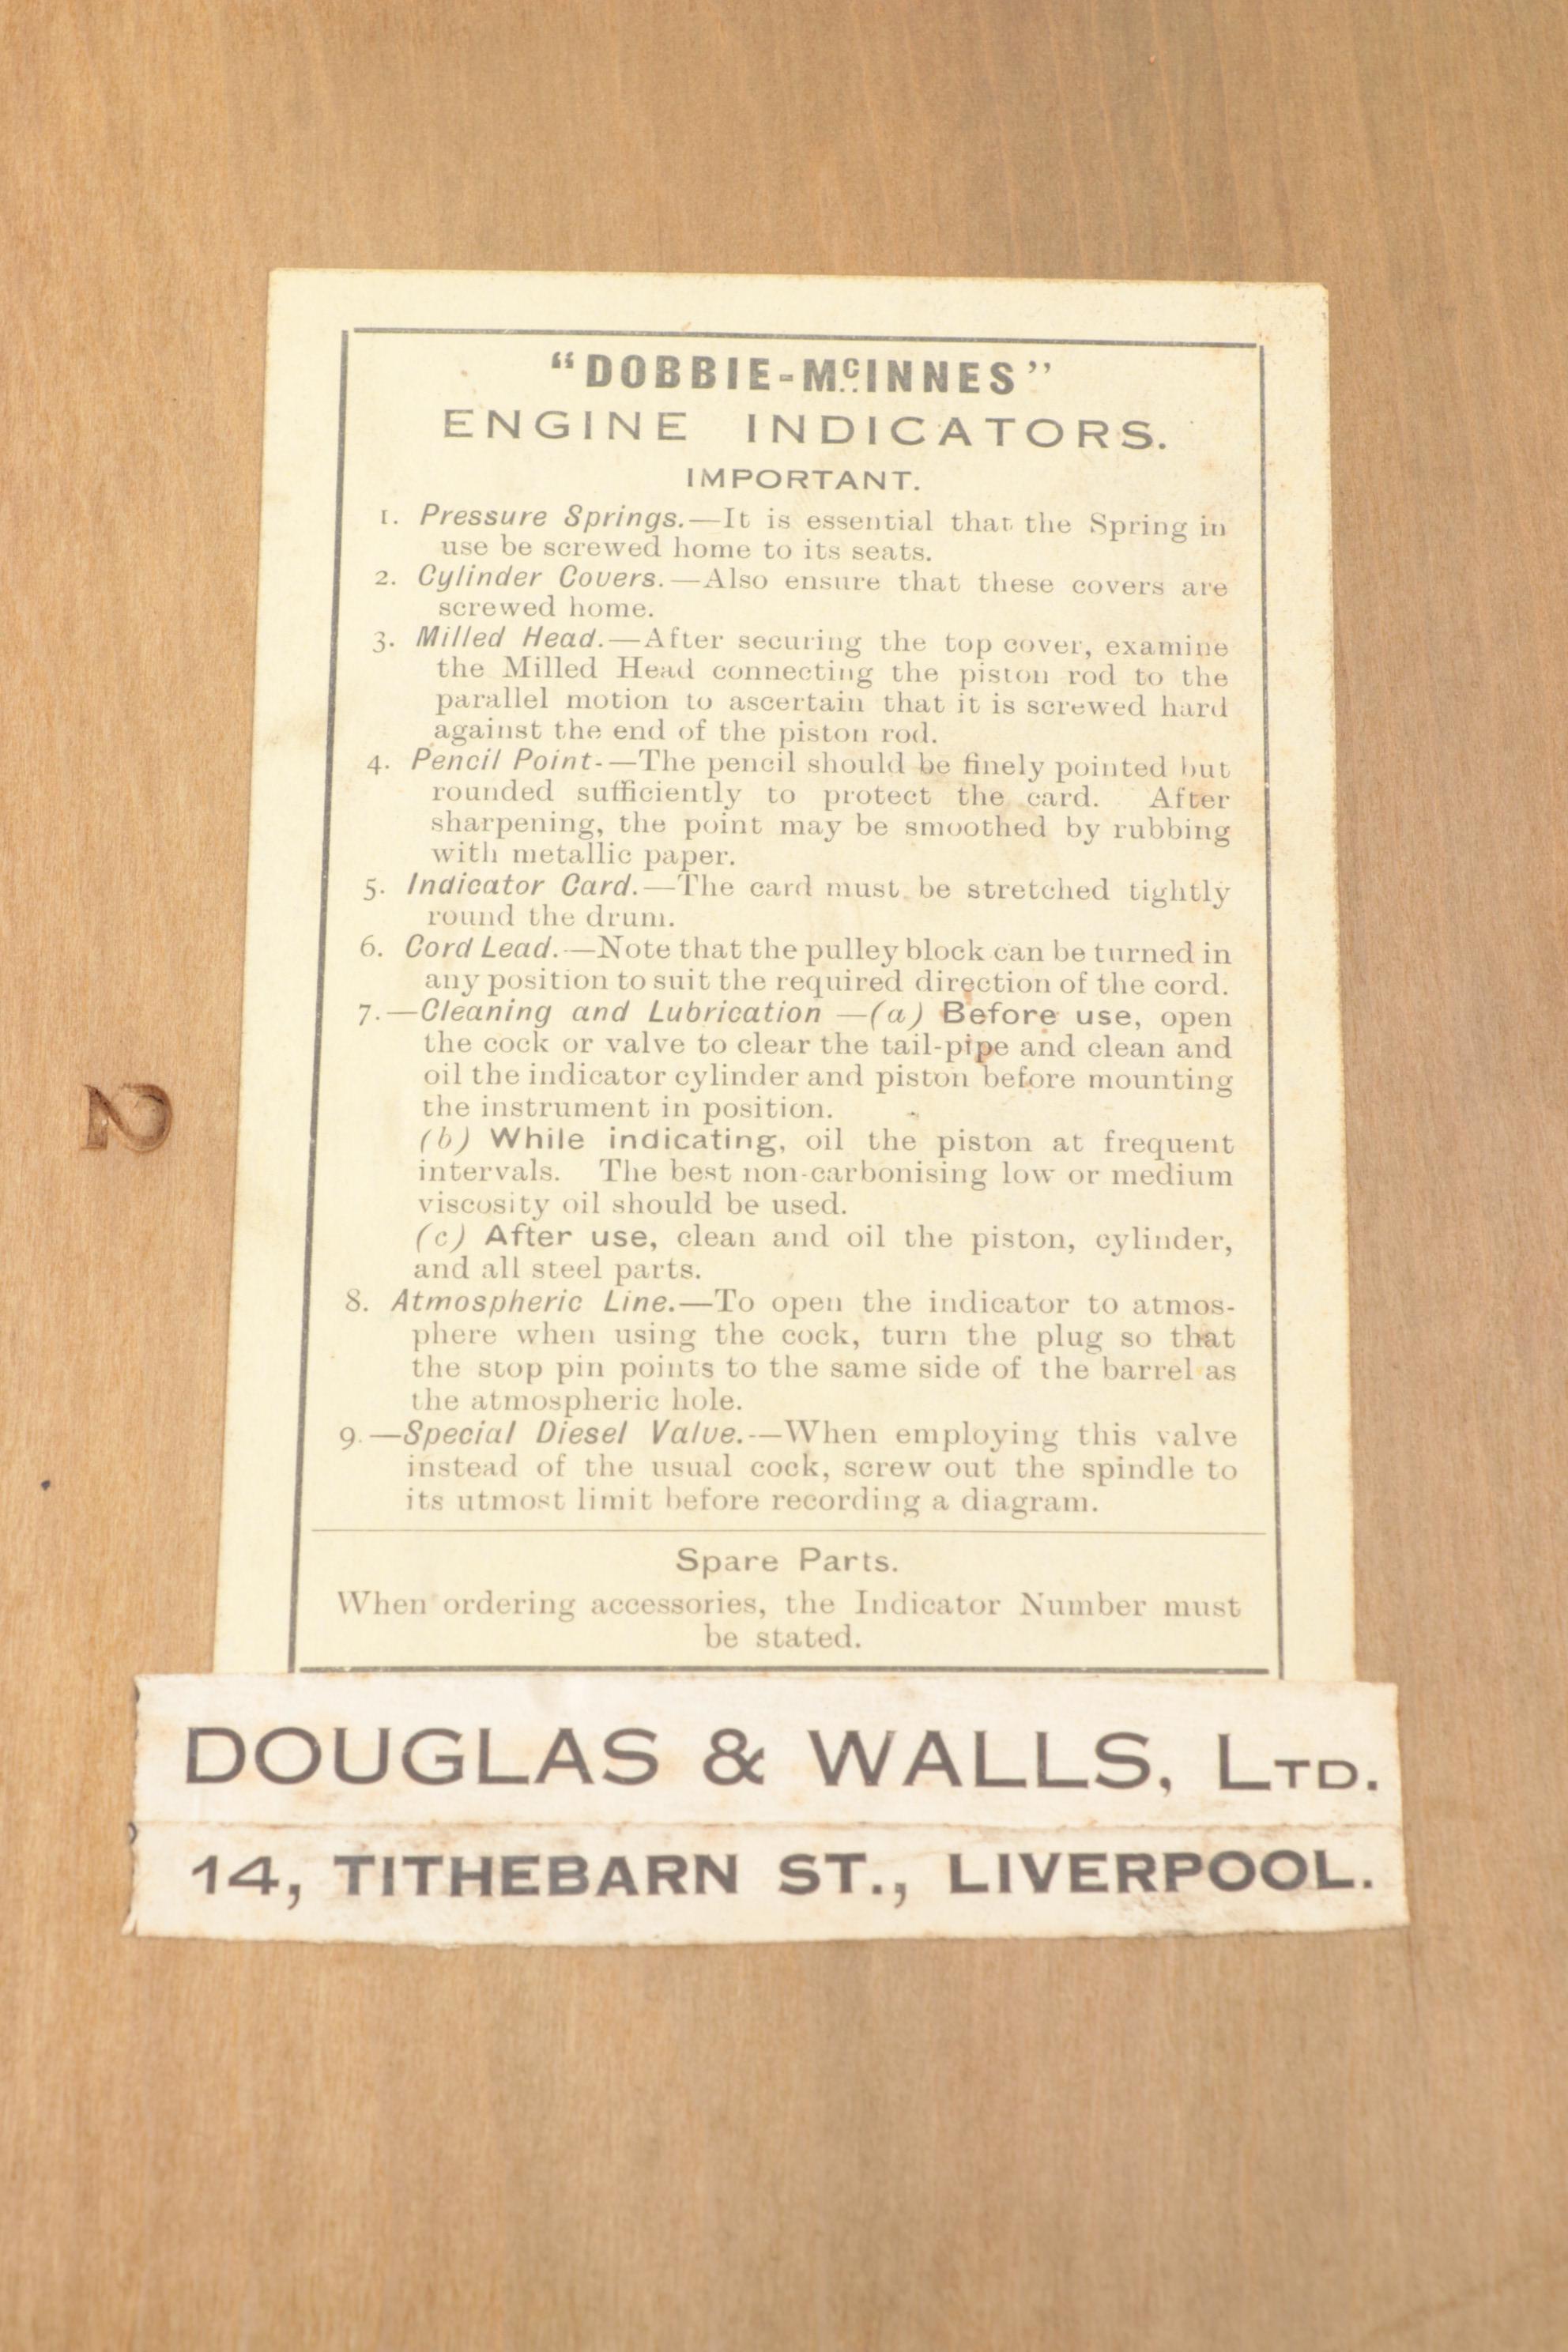 “DOBBIE-McINNES”
ENGINE INDICATORS.
IMPORTANT.
1. Pressure Springs.—It is essential that the Spring in
use be screwed home to its seats.
2. Cylinder Covers.—Also ensure that these covers are
screwed home.
3. Milled Head.—After securing the top cover, examine
the Milled Head connecting the piston rod to the
parallel motion to ascertain that it is screwed hard
against the end of the piston rod.
4. Pencil Point-—The pencil should be finely pointed but
rounded sufficiently to protect the card. After
sharpening, the point may be smoothed by rubbing
with metallic paper.
5. Indicator Card.—The card must be stretched tightly
round the drum.
6. Cord Lead.—Note that the pulley block can be turned in
any position to suit the required direction of the cord.
7.—Cleaning and Lubrication —(a) Before use, open
the cock or valve to clear the tail-pipe and clean and
oil the indicator cylinder and piston before mounting
the instrument in position.
(b) While indicating, oil the piston at frequent
intervals. The best non-carbonising low or medium
viscosity oil should be used.
(c) After use, clean and oil the piston, cylinder,
and all steel parts.
8. Atmospheric Line.—To open the indicator to atmos-
phere when using the cock, turn the plug so that
the stop pin points to the same side of the barrel as
the atmospheric hole.
9.—Special Diesel Valve.—When employing this valve
instead of the usual cock, screw out the spindle to
its utmost limit before recording a diagram.
Spare Parts.
When ordering accessories, the Indicator Number must
be stated.
DOUGLAS & WALLS, LTD.
14, TITHEBARN ST., LIVERPOOL.
2